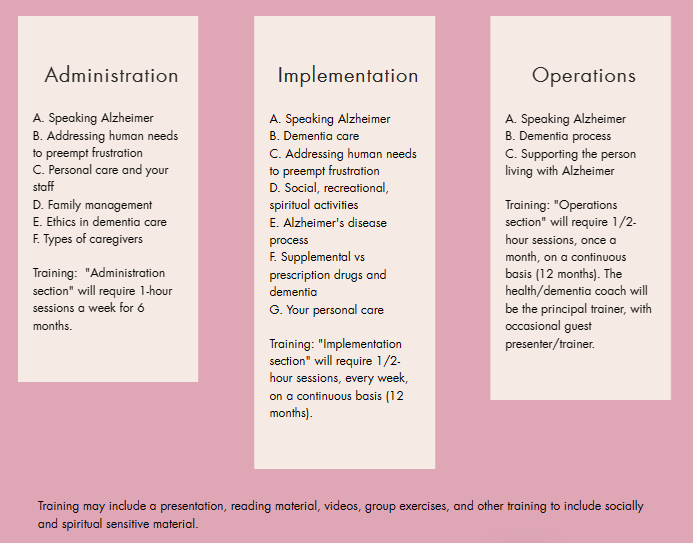 Administration
A. Speaking Alzheimer
B. Addressing human needs
to preempt frustration
C. Personal care and your
staff
D. Family management
E. Ethics in dementia care
F. Types of caregivers
Training:  "Administration
section" will require 1-hour
sessions a week for 6
months.
Implementation
A. Speaking Alzheimer
B. Dementia care
C. Addressing human needs
to preempt frustration
D. Social, recreational,
spiritual activities
E. Alzheimer's disease
process
F. Supplemental vs
prescription drugs and
dementia
G. Your personal care
Training: "Implementation
section" will require 1/2-
hour sessions, every week,
on a continuous basis (12
months).
Operations
A. Speaking Alzheimer
B. Dementia process
C. Supporting the person
living with Alzheimer
Training: "Operations
section" will require 1/2-
hour sessions, once a
month, on a continuous
basis (12 months). The
health/dementia coach will
be the principal trainer, with
occasional guest
presenter/trainer.
Training may include a presentation, reading material, videos, group exercises, and other training to include socially
and spiritual sensitive material.